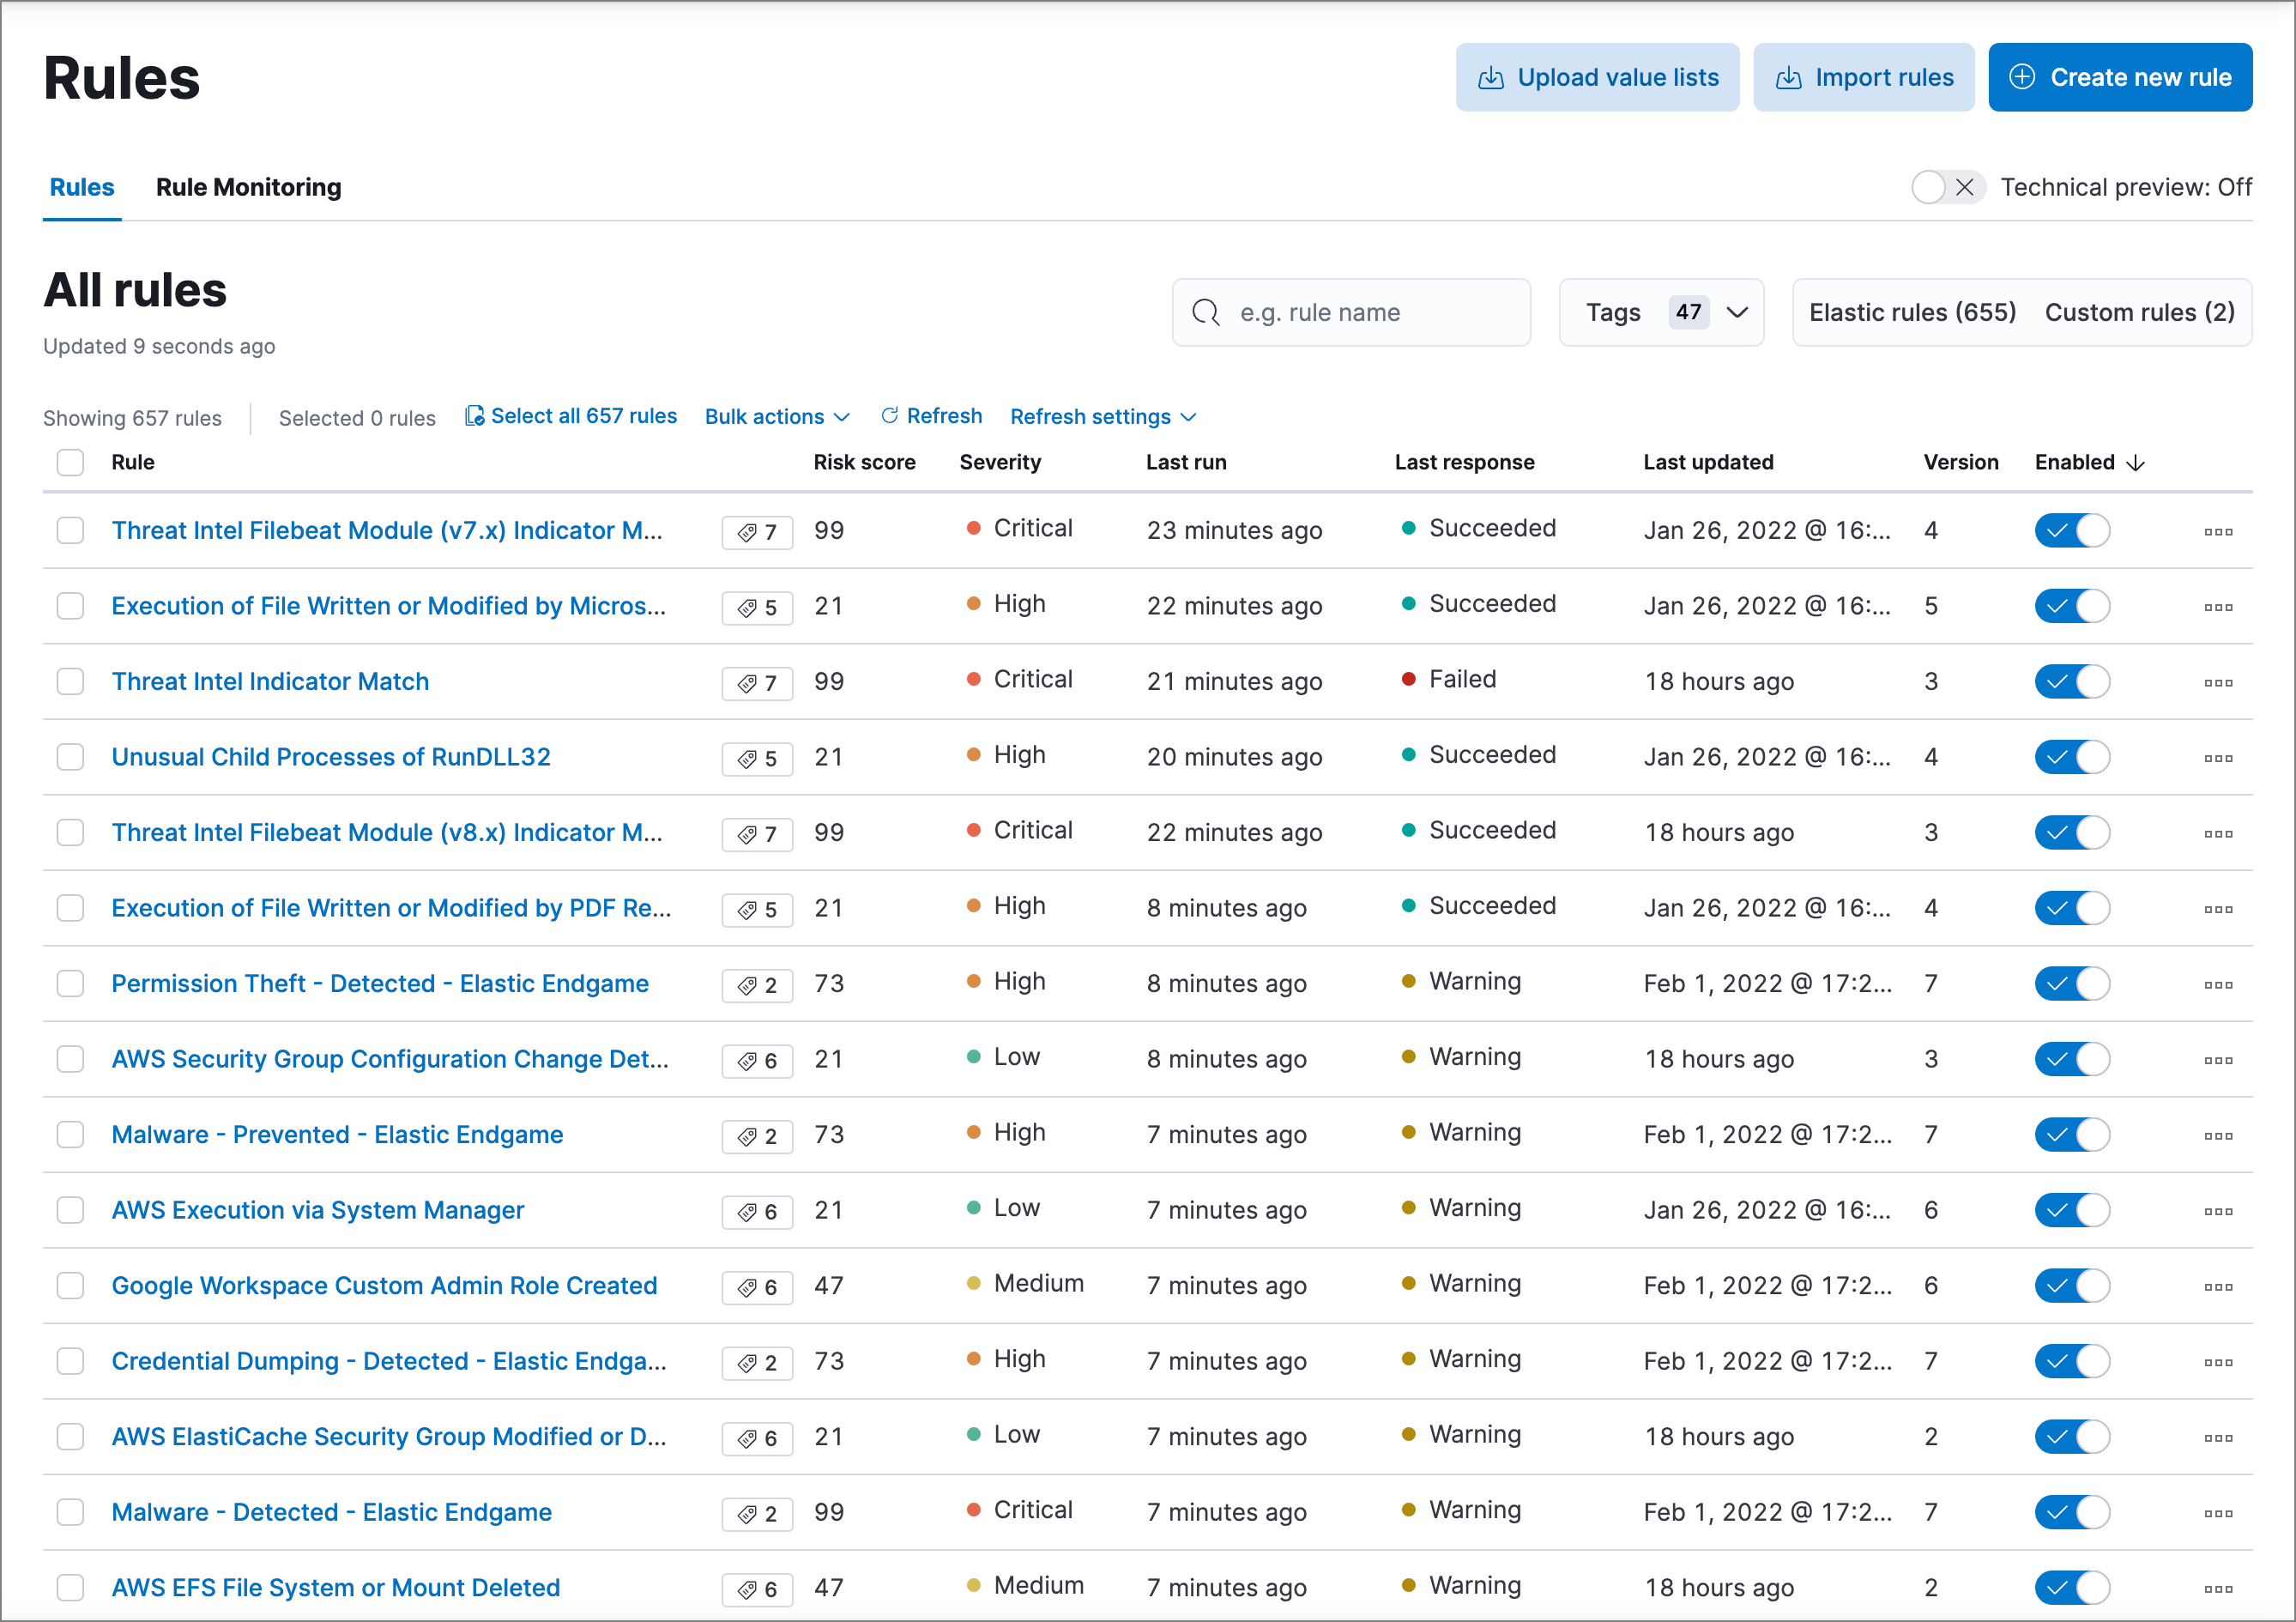 Rules
Upload value lists
Import rules
Create new rule
Rules
Rule Monitoring
Technical preview: Off
All rules
Updated 9 seconds ago
e.g. rule name
Tags 47
Elastic rules (655) Custom rules (2)
Showing 657 rules Selected 0 rules Select all 657 rules Bulk actions Refresh Refresh settings
Rule Risk score Severity Last run Last response Last updated Version Enabled
Threat Intel Filebeat Module (v7.x) Indicator M... 7 99 Critical 23 minutes ago Succeeded Jan 26, 2022 @ 16:... 4
Execution of File Written or Modified by Micros... 5 21 High 22 minutes ago Succeeded Jan 26, 2022 @ 16:... 5
Threat Intel Indicator Match 7 99 Critical 21 minutes ago Failed 18 hours ago 3
Unusual Child Processes of RunDLL32 5 21 High 20 minutes ago Succeeded Jan 26, 2022 @ 16:... 4
Threat Intel Filebeat Module (v8.x) Indicator M... 7 99 Critical 22 minutes ago Succeeded 18 hours ago 3
Execution of File Written or Modified by PDF Re... 5 21 High 8 minutes ago Succeeded Jan 26, 2022 @ 16:... 4
Permission Theft - Detected - Elastic Endgame 2 73 High 8 minutes ago Warning Feb 1, 2022 @ 17:2... 7
AWS Security Group Configuration Change Det... 6 21 Low 8 minutes ago Warning 18 hours ago 3
Malware - Prevented - Elastic Endgame 2 73 High 7 minutes ago Warning Feb 1, 2022 @ 17:2... 7
AWS Execution via System Manager 6 21 Low 7 minutes ago Warning Jan 26, 2022 @ 16:... 6
Google Workspace Custom Admin Role Created 6 47 Medium 7 minutes ago Warning Feb 1, 2022 @ 17:2... 6
Credential Dumping - Detected - Elastic Endga... 2 73 High 7 minutes ago Warning Feb 1, 2022 @ 17:2... 7
AWS ElastiCache Security Group Modified or D... 6 21 Low 7 minutes ago Warning 18 hours ago 2
Malware - Detected - Elastic Endgame 2 99 Critical 7 minutes ago Warning Feb 1, 2022 @ 17:2... 7
AWS EFS File System or Mount Deleted 6 47 Medium 7 minutes ago Warning 18 hours ago 2